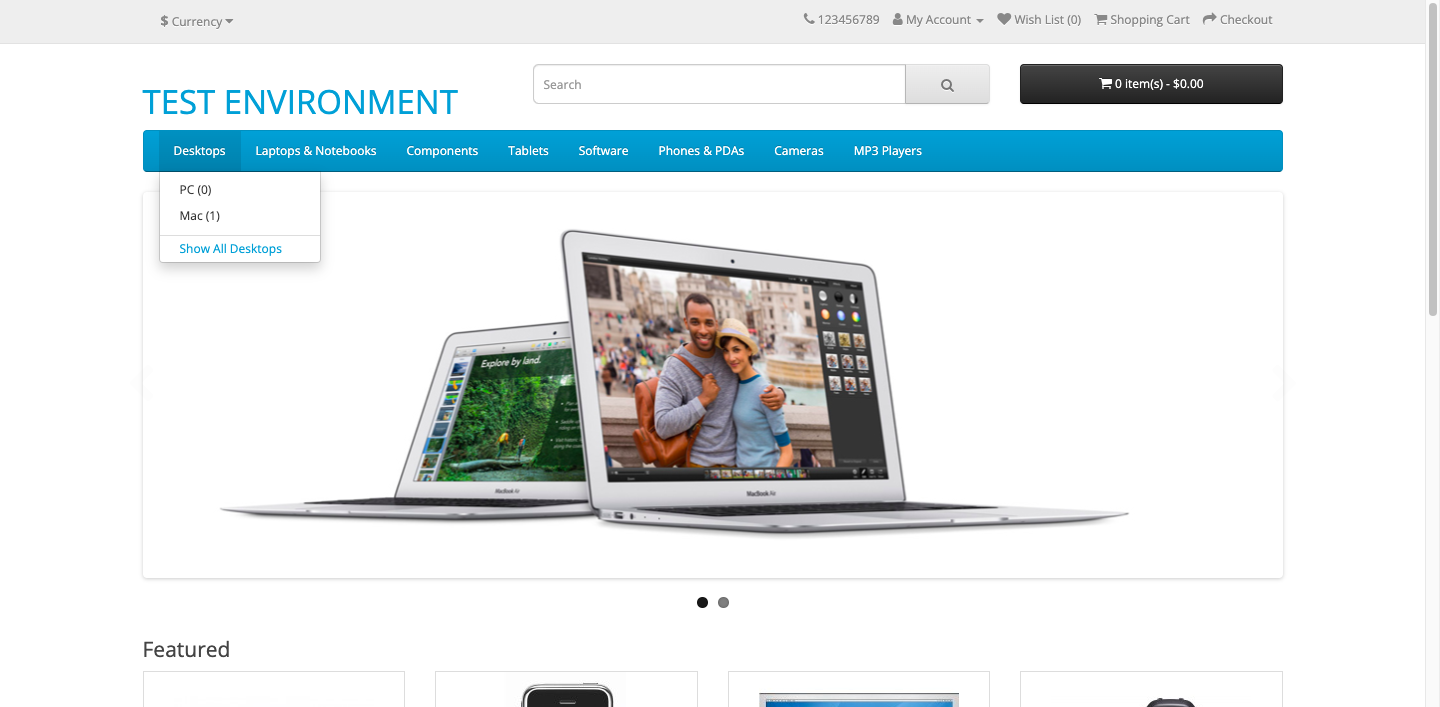 $ Currency
123456789 My Account Wish List (0) Shopping Cart Checkout
TEST ENVIRONMENT
Search
0 item(s) - $0.00
Desktops Laptops & Notebooks Components Tablets Software Phones & PDAs Cameras MP3 Players
PC (0)
Mac (1)
Show All Desktops
Explore by land.
MacBook Air
MacBook Air
Featured